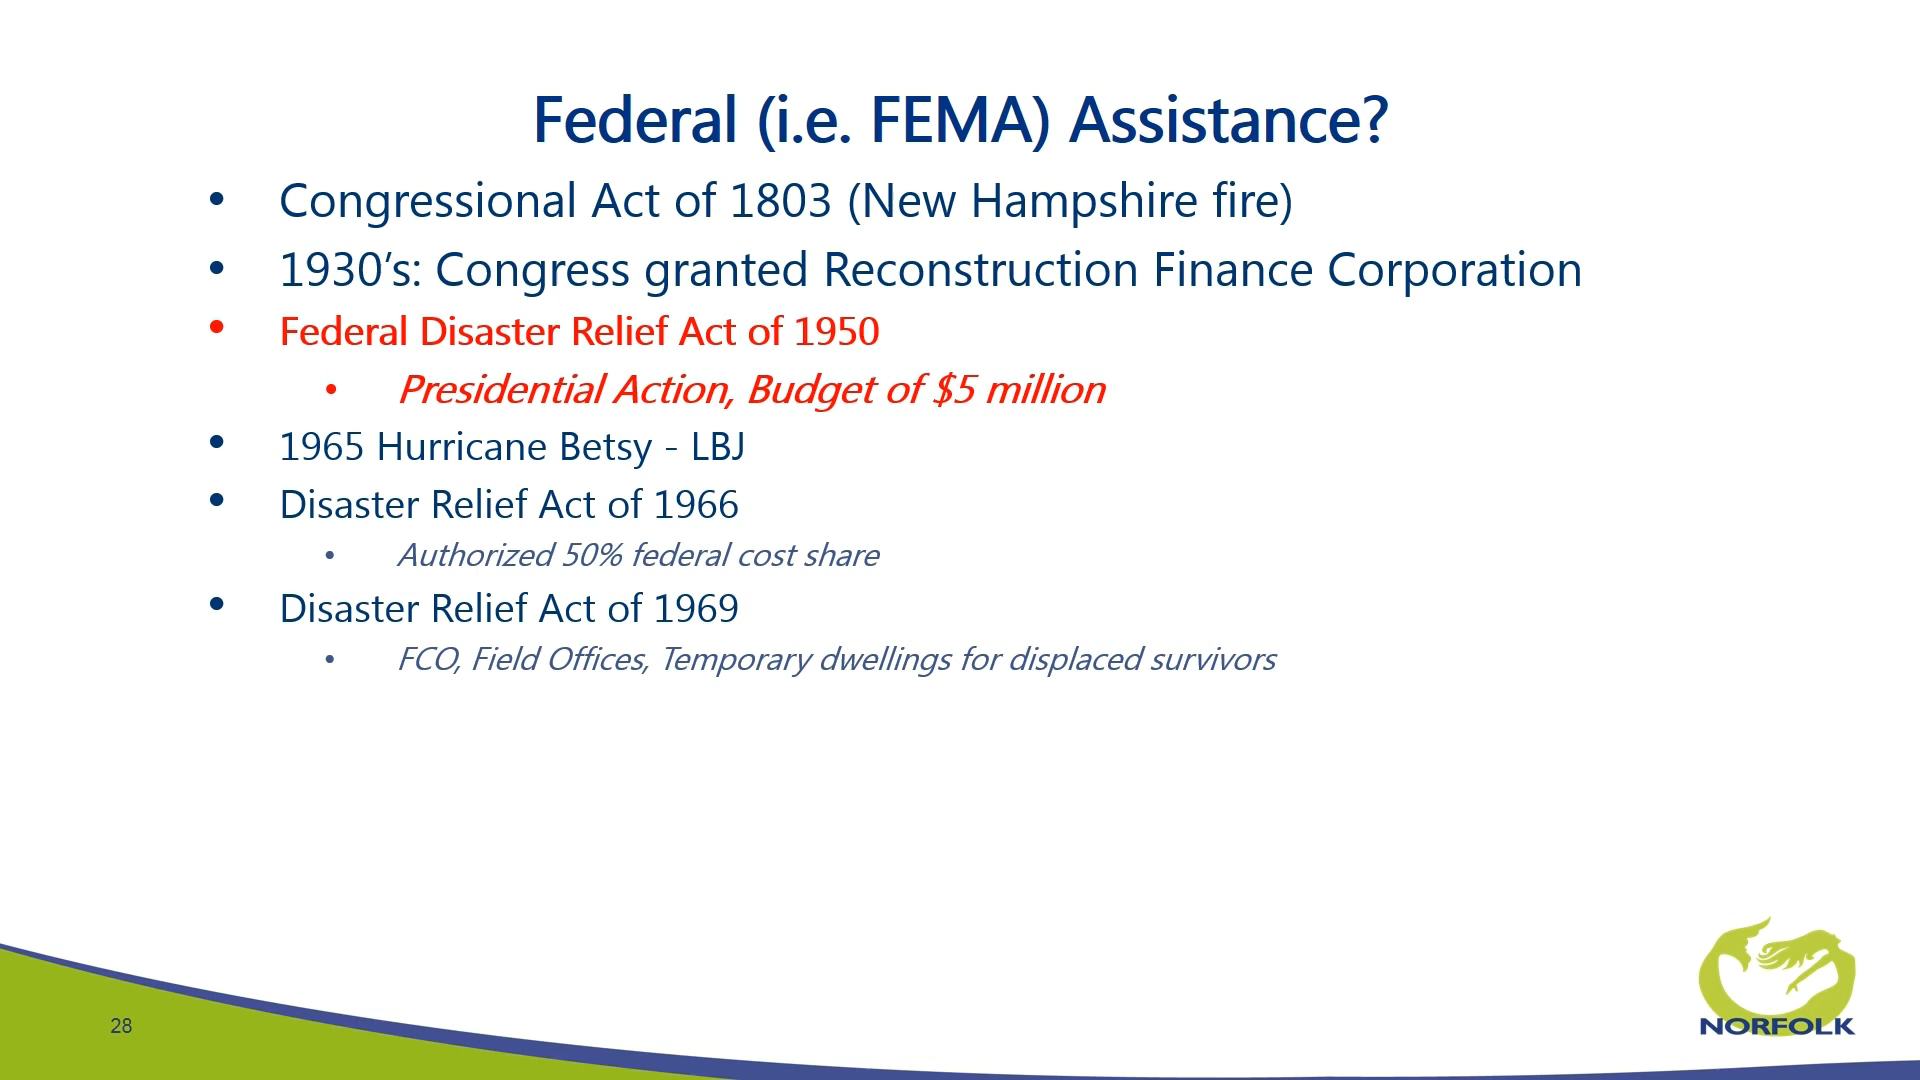 Federal (i.e. FEMA) Assistance?
• Congressional Act of 1803 (New Hampshire fire)
• 1930’s: Congress granted Reconstruction Finance Corporation
• Federal Disaster Relief Act of 1950
• Presidential Action, Budget of $5 million
• 1965 Hurricane Betsy - LBJ
• Disaster Relief Act of 1966
• Authorized 50% federal cost share
• Disaster Relief Act of 1969
• FCO, Field Offices, Temporary dwellings for displaced survivors
28
NORFOLK